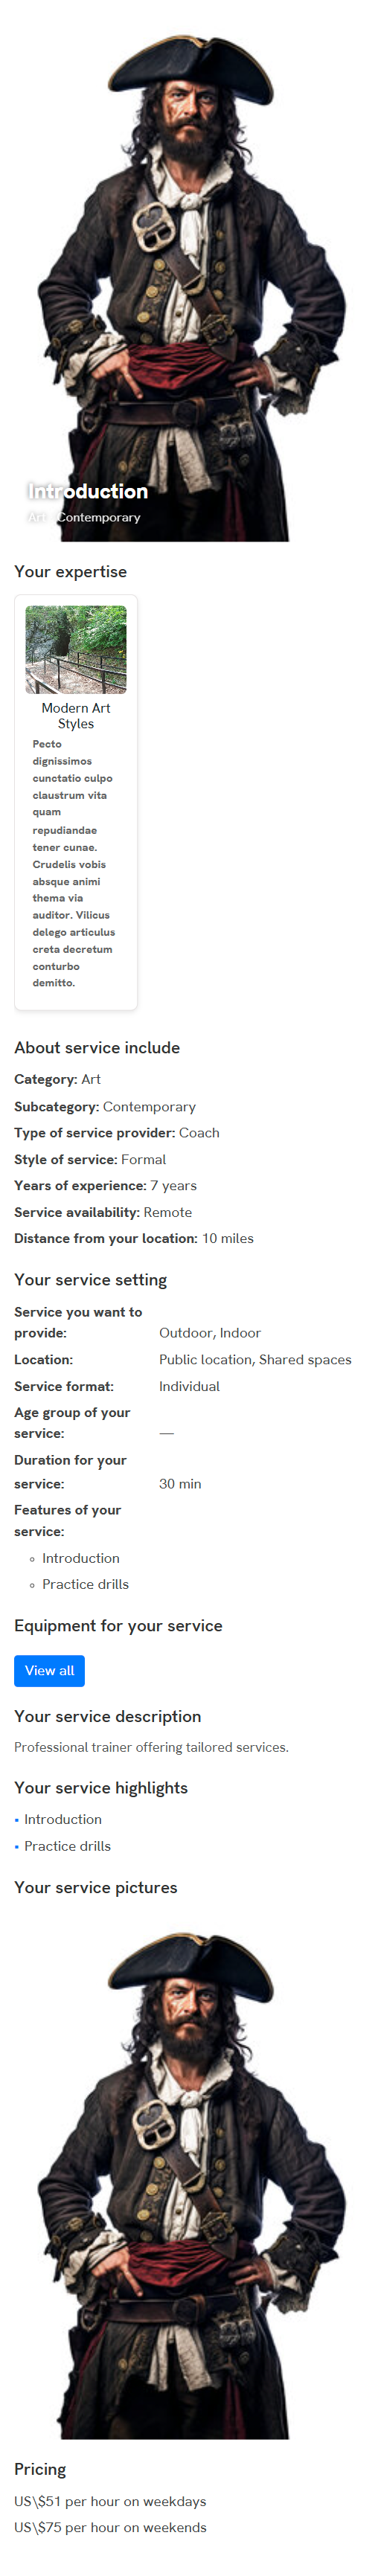 Introduction
Art - Contemporary
Your expertise
Modern Art
Styles
Pecto
dignissimos
cunctatio culpo
claustrum vita
quam
repudiandae
tener cunae.
Crudelis vobis
absque animi
thema via
auditor. Vilicus
delego articulus
creta decretum
conturbo
demitto.
About service include
Category: Art
Subcategory: Contemporary
Type of service provider: Coach
Style of service: Formal
Years of experience: 7 years
Service availability: Remote
Distance from your location: 10 miles
Your service setting
Service you want to
provide: Outdoor, Indoor
Location: Public location, Shared spaces
Service format: Individual
Age group of your
service: —
Duration for your
service: 30 min
Features of your
service:
◦ Introduction
◦ Practice drills
Equipment for your service
View all
Your service description
Professional trainer offering tailored services.
Your service highlights
• Introduction
• Practice drills
Your service pictures
Pricing
US\$51 per hour on weekdays
US\$75 per hour on weekends